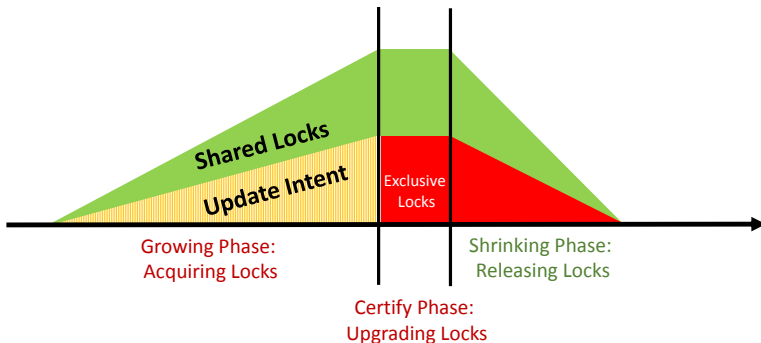 Shared Locks
Update Intent
Exclusive
Locks
Growing Phase:
Acquiring Locks
Shrinking Phase:
Releasing Locks
Certify Phase:
Upgrading Locks